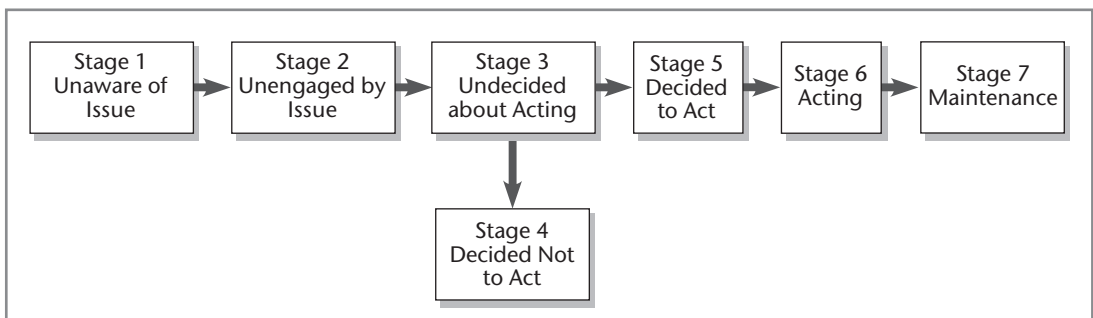 Stage 1
Unaware of
Issue
Stage 2
Unengaged by
Issue
Stage 3
Undecided
about Acting
Stage 5
Decided
to Act
Stage 6
Acting
Stage 7
Maintenance
Stage 4
Decided Not
to Act